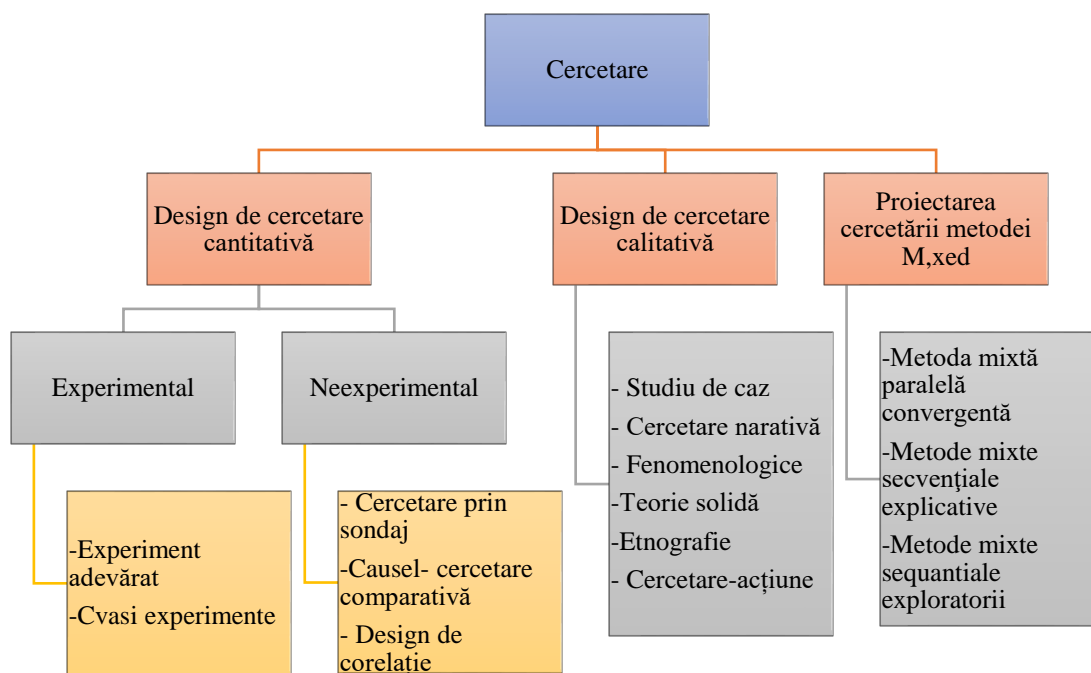 Cercetare
Design de cercetare
cantitativă
Design de cercetare
calitativă
Proiectarea
cercetării metodei
M,xed
Experimental
Neexperimental
- Studiu de caz
- Cercetare narativă
- Fenomenologice
-Teorie solidă
-Etnografie
- Cercetare-acțiune
-Metoda mixtă
paralelă
convergentă
-Metode mixte
secvenţiale
explicative
-Metode mixte
sequantiale
exploratorii
-Experiment
adevărat
-Cvasi experimente
- Cercetare prin
sondaj
-Causel- cercetare
comparativă
- Design de
corelație